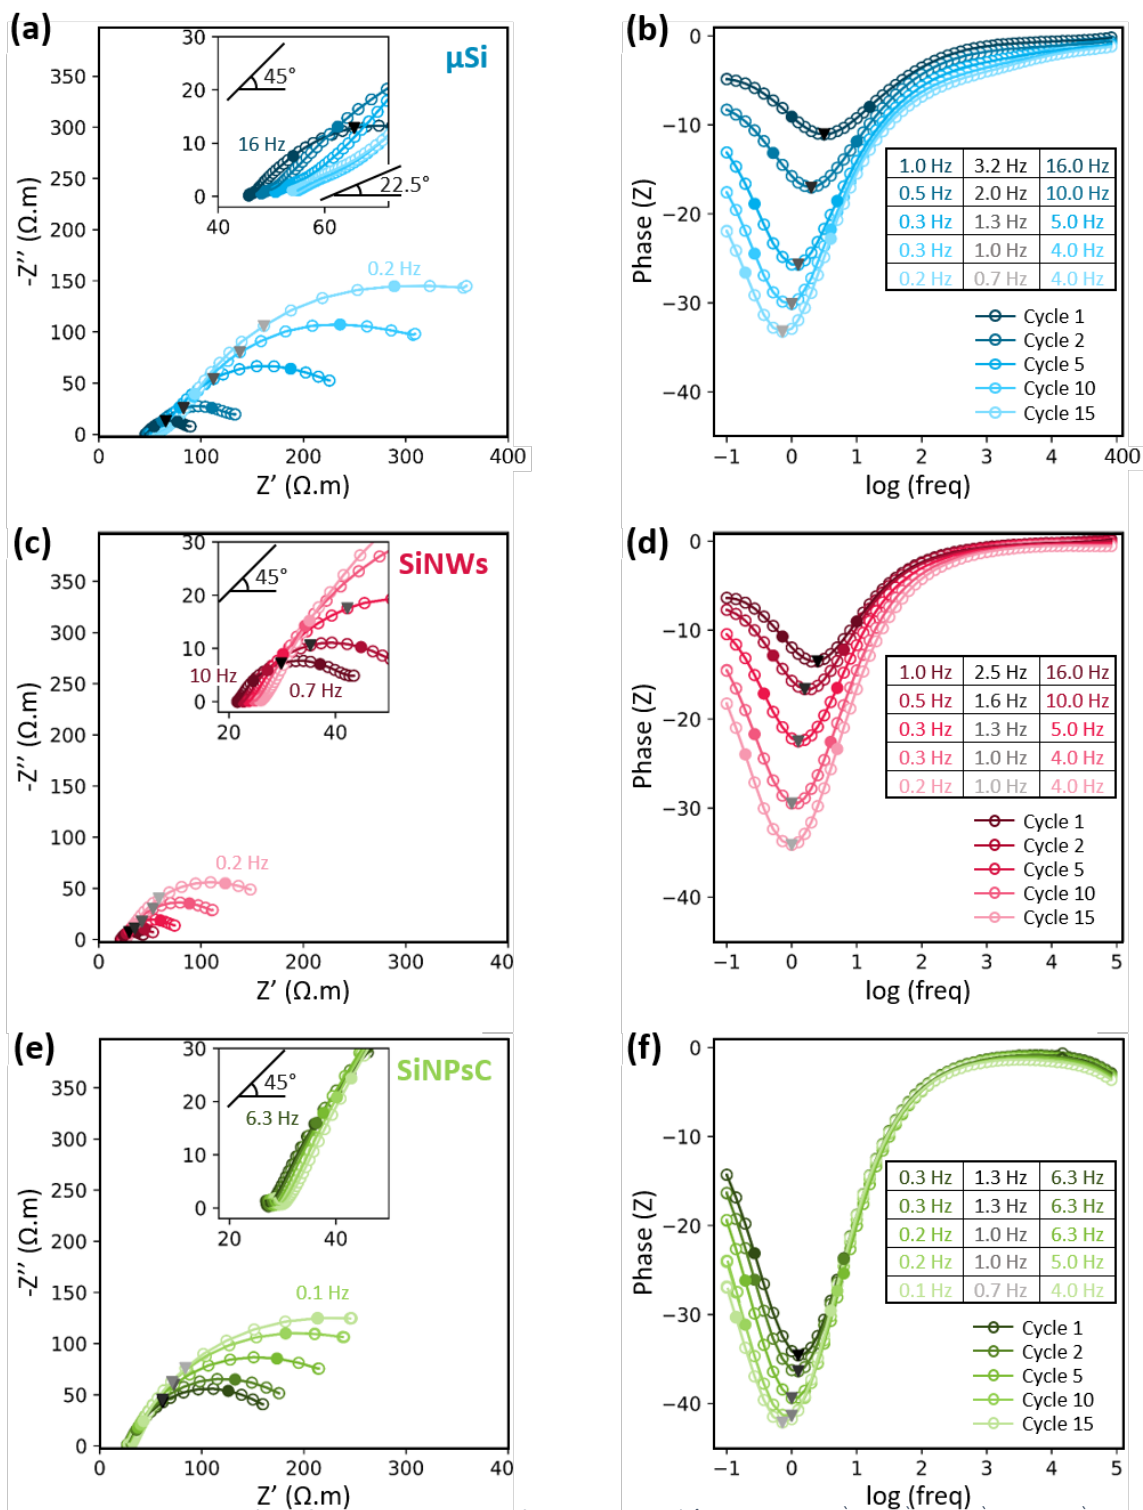 (a)
μSi
30
20
10
0
45°
16 Hz
22.5°
40
60
350
300
250
200
150
100
50
0
0.2 Hz
-Z’’ (Ω.m)
0
100
200
300
400
Z’ (Ω.m)
(b)
0
−10
−20
−30
−40
Phase (Z)
1.0 Hz 3.2 Hz 16.0 Hz
0.5 Hz 2.0 Hz 10.0 Hz
0.3 Hz 1.3 Hz 5.0 Hz
0.3 Hz 1.0 Hz 4.0 Hz
0.2 Hz 0.7 Hz 4.0 Hz
Cycle 1
Cycle 2
Cycle 5
Cycle 10
Cycle 15
−1 0 1 2 3 4 400
log (freq)
(c)
SiNWs
30
20
10
0
45°
10 Hz
0.7 Hz
20
40
350
300
250
200
150
100
50
0
0.2 Hz
-Z’’ (Ω.m)
0
100
200
300
40
Z’ (Ω.m)
(d)
0
−10
−20
−30
−40
Phase (Z)
1.0 Hz 2.5 Hz 16.0 Hz
0.5 Hz 1.6 Hz 10.0 Hz
0.3 Hz 1.3 Hz 5.0 Hz
0.3 Hz 1.0 Hz 4.0 Hz
0.2 Hz 1.0 Hz 4.0 Hz
Cycle 1
Cycle 2
Cycle 5
Cycle 10
Cycle 15
−1 0 1 2 3 4 5
log (freq)
(e)
SiNPsC
30
20
10
0
45°
6.3 Hz
20
40
350
300
250
200
150
100
50
0
0.1 Hz
-Z’’ (Ω.m)
0
100
200
300
40
Z’ (Ω.m)
(f)
0
−10
−20
−30
−40
Phase (Z)
0.3 Hz 1.3 Hz 6.3 Hz
0.3 Hz 1.3 Hz 6.3 Hz
0.2 Hz 1.0 Hz 6.3 Hz
0.2 Hz 1.0 Hz 5.0 Hz
0.1 Hz 0.7 Hz 4.0 Hz
Cycle 1
Cycle 2
Cycle 5
Cycle 10
Cycle 15
−1 0 1 2 3 4 5
log (freq)